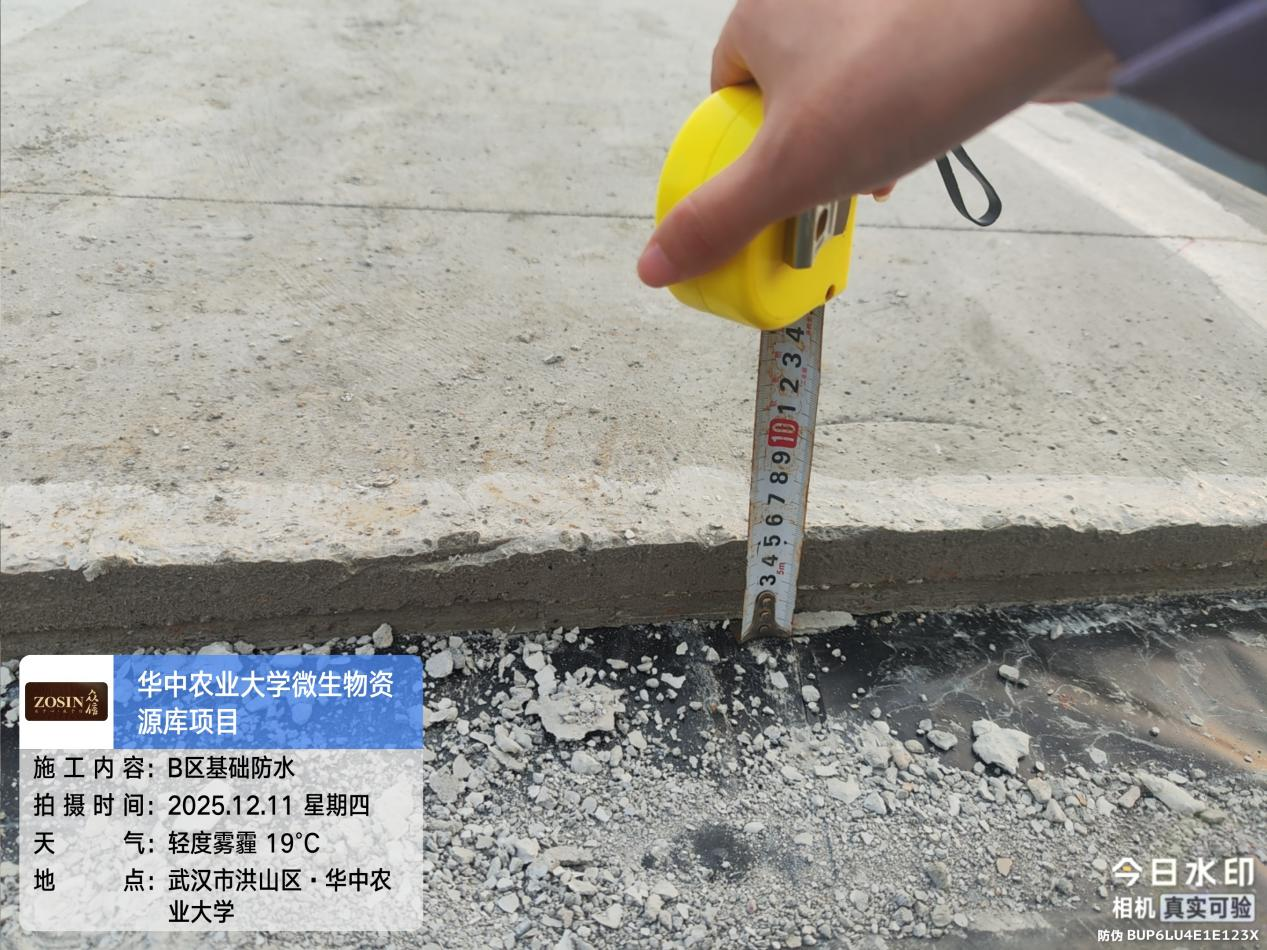 4
3
2
1
10
9
8
7
6
5
4
5m
3
ZOSIN 众信
华中农业大学微生物资
源库项目
施工内容：B区基础防水
拍摄时间：2025.12.11 星期四
天气：轻度雾霾 19°C
地点：武汉市洪山区·华中农
业大学
今日水印
相机 真实可验
防伪 BUP6LU4E1E123X